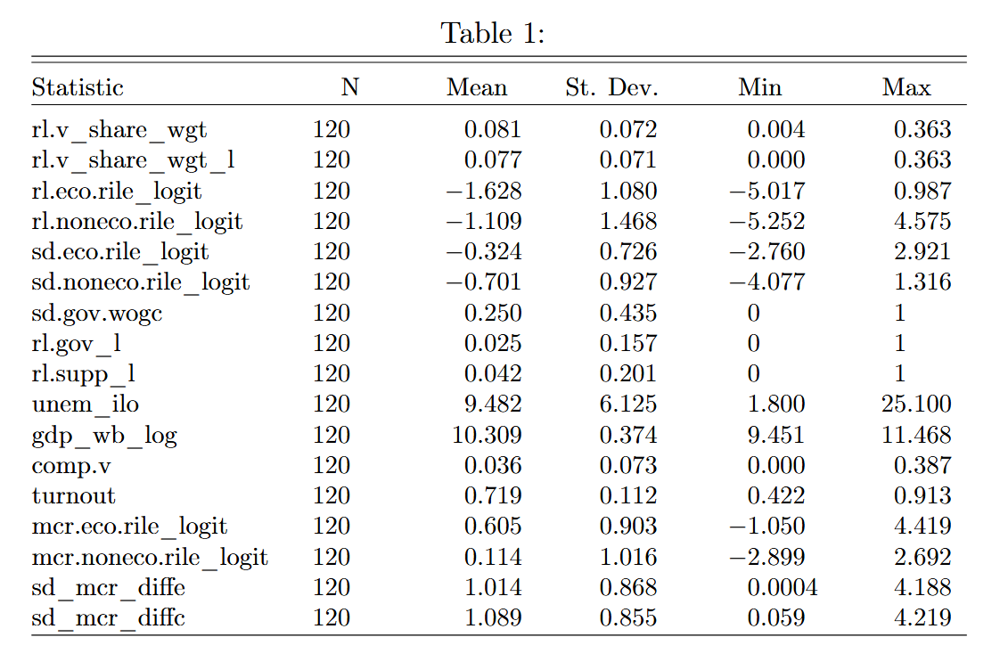 Table 1:
Statistic N Mean St. Dev. Min Max
rl.v_share_wgt 120 0.081 0.072 0.004 0.363
rl.v_share_wgt_l 120 0.077 0.071 0.000 0.363
rl.eco.rile_logit 120 −1.628 1.080 −5.017 0.987
rl.noneco.rile_logit 120 −1.109 1.468 −5.252 4.575
sd.eco.rile_logit 120 −0.324 0.726 −2.760 2.921
sd.noneco.rile_logit 120 −0.701 0.927 −4.077 1.316
sd.gov.wogc 120 0.250 0.435 0 1
rl.gov_l 120 0.025 0.157 0 1
rl.supp_l 120 0.042 0.201 0 1
unem_ilo 120 9.482 6.125 1.800 25.100
gdp_wb_log 120 10.309 0.374 9.451 11.468
comp.v 120 0.036 0.073 0.000 0.387
turnout 120 0.719 0.112 0.422 0.913
mcr.eco.rile_logit 120 0.605 0.903 −1.050 4.419
mcr.noneco.rile_logit 120 0.114 1.016 −2.899 2.692
sd_mcr_diffe 120 1.014 0.868 0.0004 4.188
sd_mcr_diffc 120 1.089 0.855 0.059 4.219